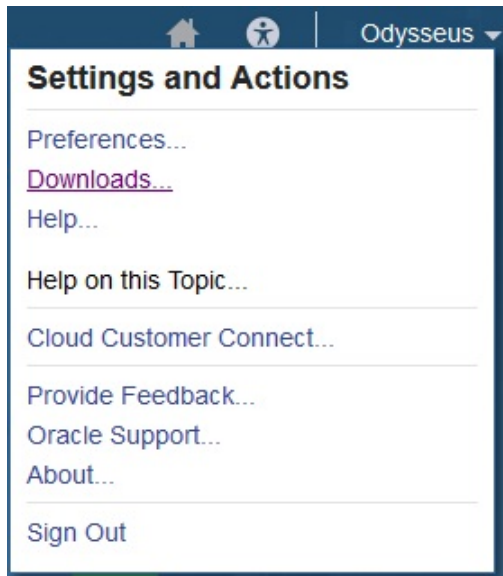 Odysseus
Settings and Actions
Preferences...
Downloads...
Help...
Help on this Topic...
Cloud Customer Connect...
Provide Feedback...
Oracle Support...
About...
Sign Out